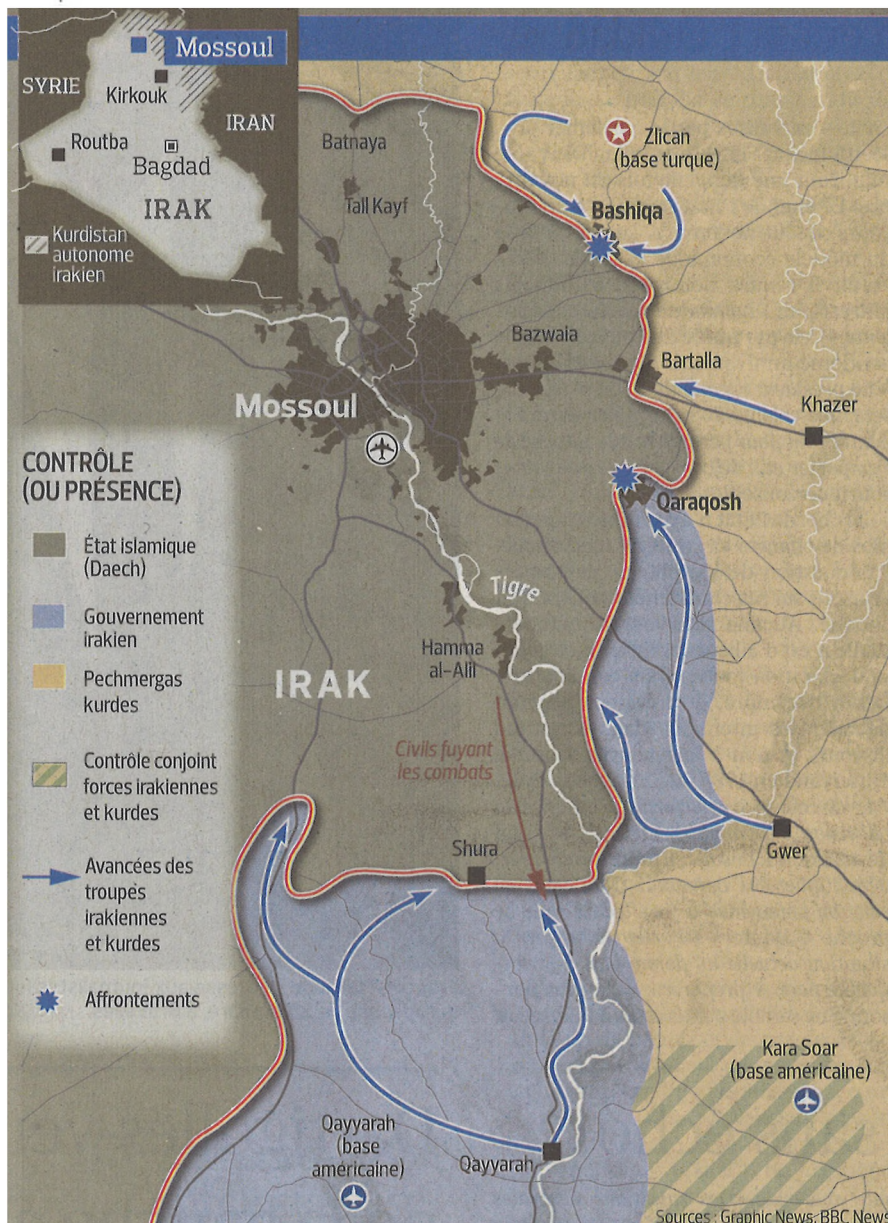 Mossoul
SYRIE
Kirkouk
IRAN
Routba
Bagdad
IRAK
Kurdistan
autonome
irakien
Batnaya
Tall Kayf
Zlican
(base turque)
Bashiqa
Bazwaia
Bartalla
Khazer
Mossoul
Qaraqosh
CONTRÔLE
(OU PRÉSENCE)
État islamique
(Daech)
Gouvernement
irakien
Pechmergas
kurdes
Contrôle conjoint
forces irakiennes
et kurdes
Avancées des
troupes
irakiennes
et kurdes
Affrontements
Tigre
Hamma
al-Alil
IRAK
Civils fuyant
les combats
Shura
Gwer
Kara Soar
(base américaine)
Qayyarah
(base
américaine)
Qayyarah
Sources : Graphic News, BBC News